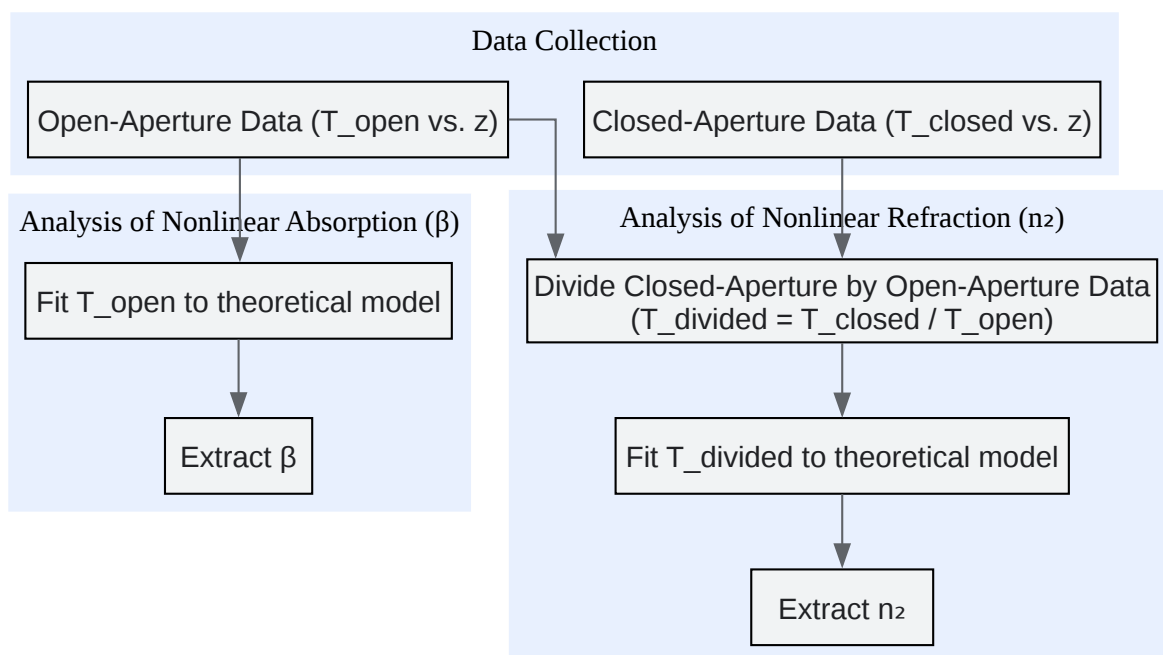 Data Collection
Open-Aperture Data (T_open vs. z)
Closed-Aperture Data (T_closed vs. z)
Analysis of Nonlinear Absorption (β)
Fit T_open to theoretical model
Extract β
Analysis of Nonlinear Refraction (n₂)
Divide Closed-Aperture by Open-Aperture Data
(T_divided = T_closed / T_open)
Fit T_divided to theoretical model
Extract n₂